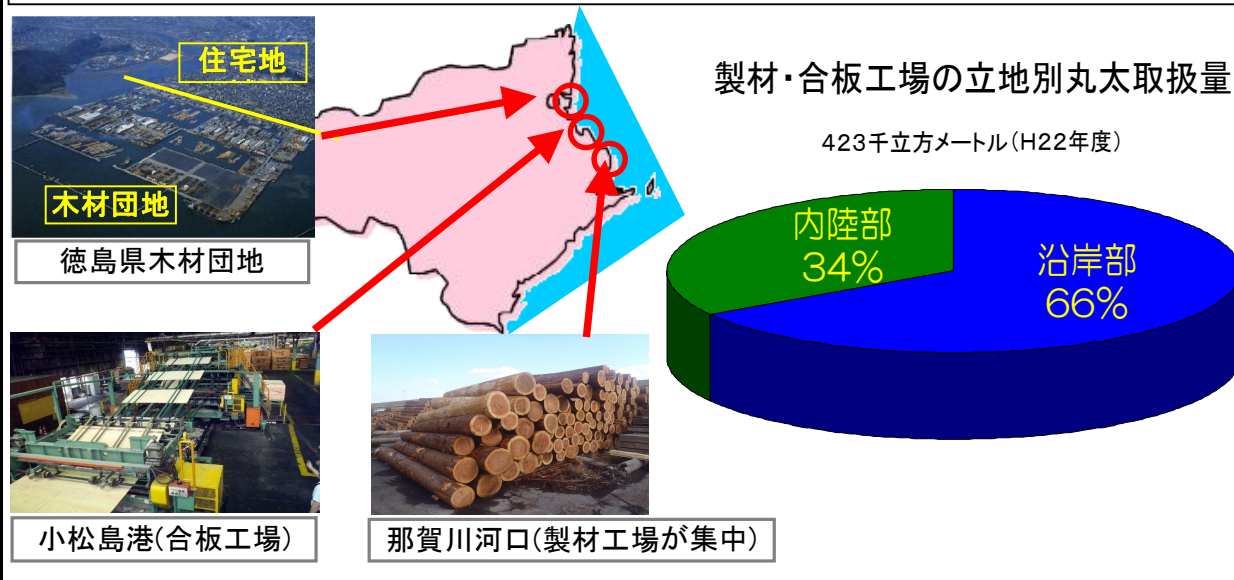 住宅地
木材団地
徳島県木材団地
製材・合板工場の立地別丸太取扱量
423千立方メートル(H22年度)
内陸部
34%
沿岸部
66%
小松島港(合板工場)
那賀川河口(製材工場が集中)